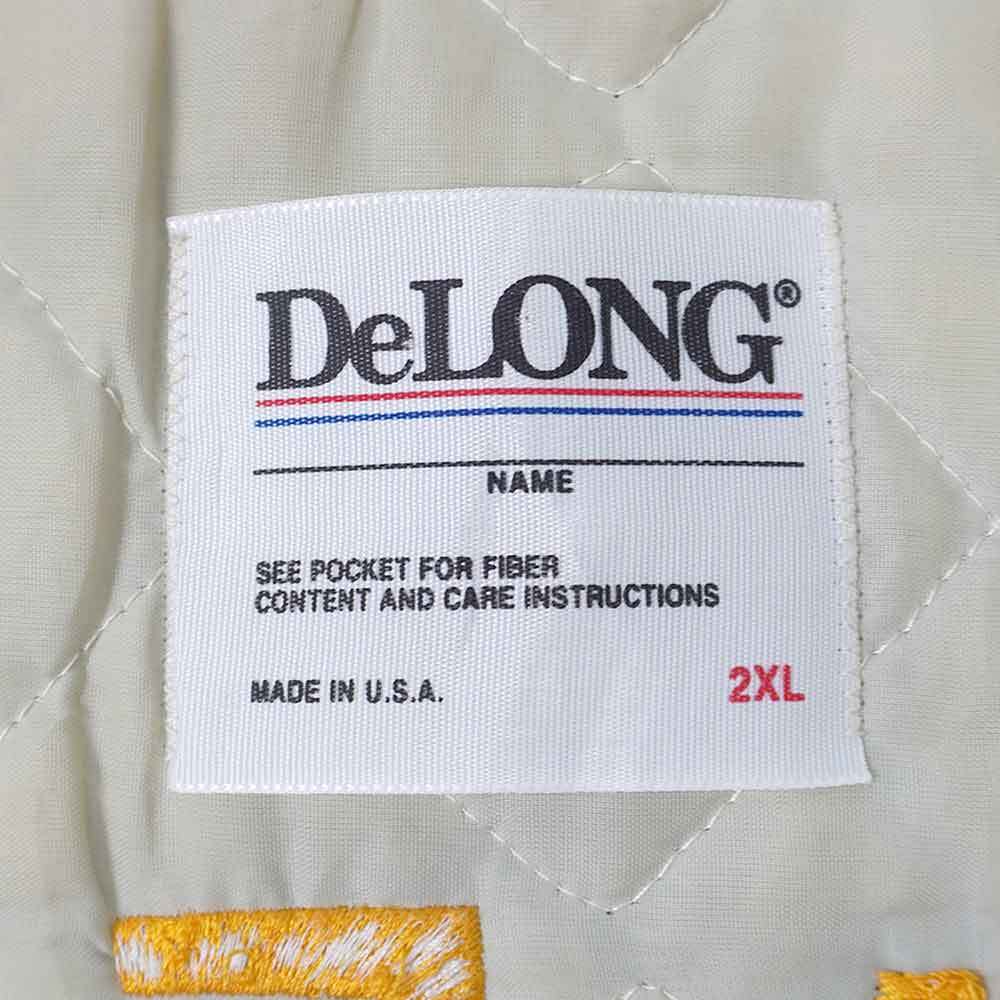 DeLONG®
NAME
SEE POCKET FOR FIBER
CONTENT AND CARE INSTRUCTIONS
MADE IN U.S.A.
2XL